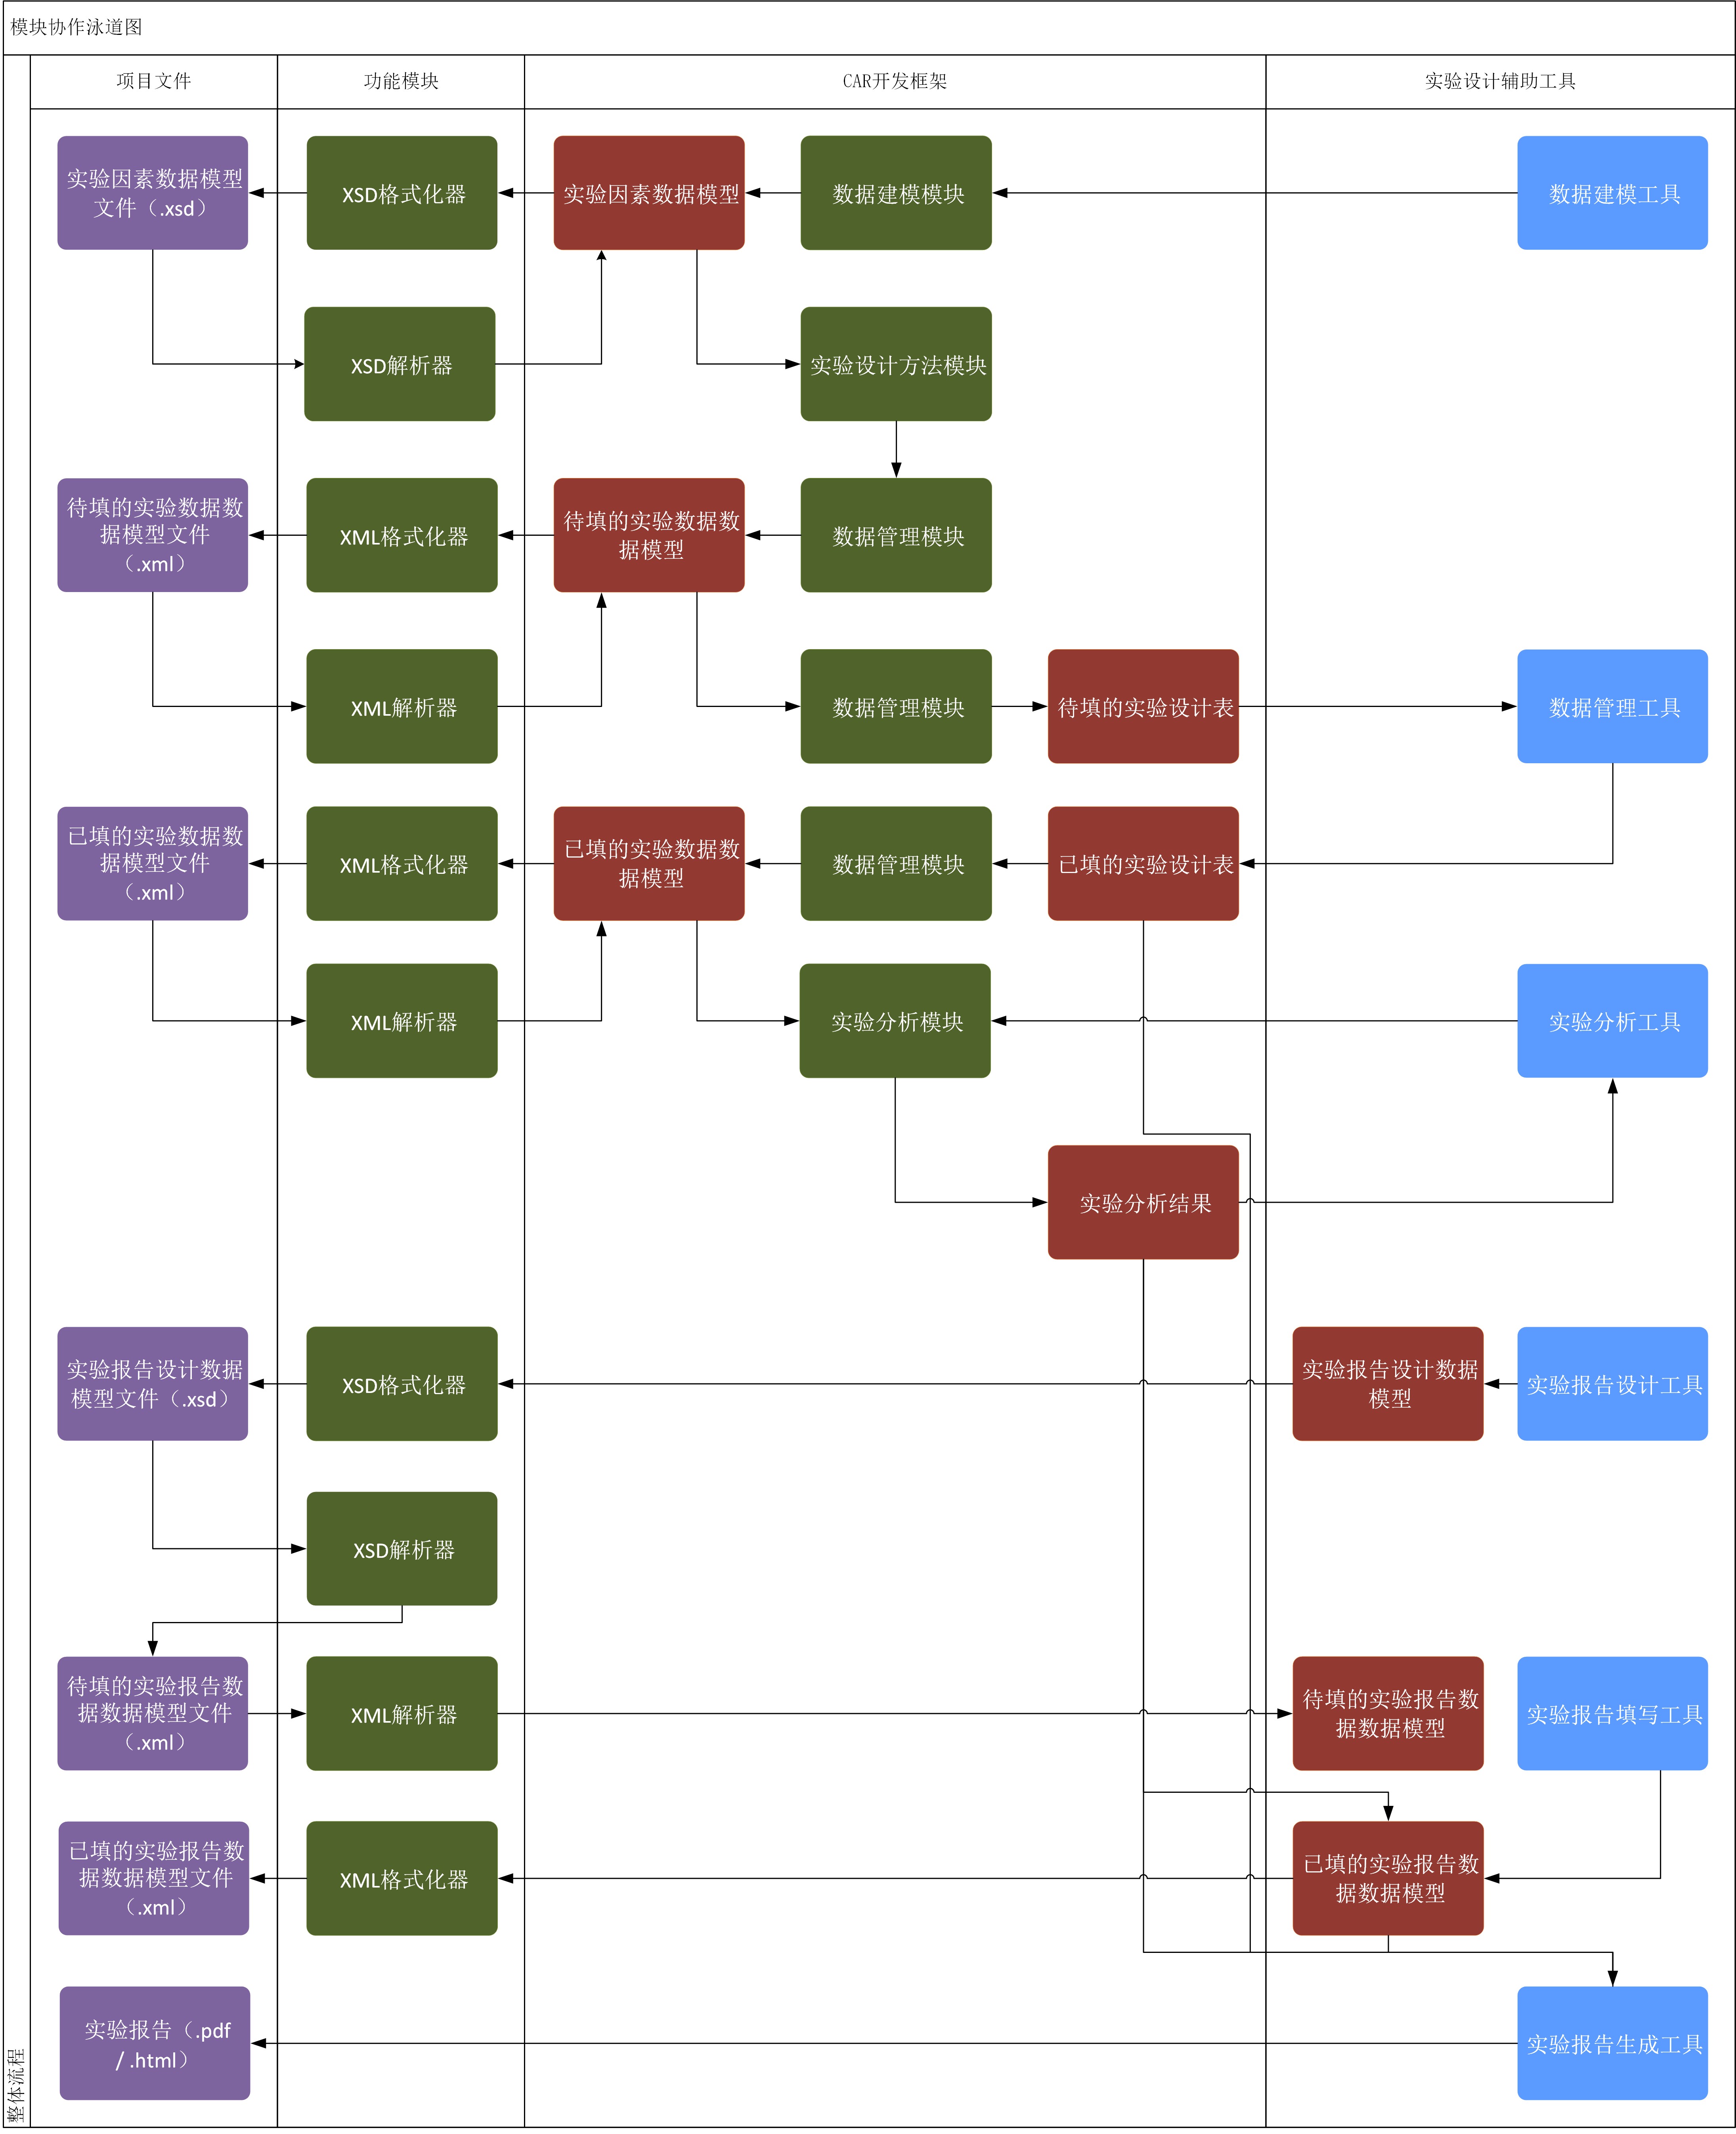 模块协作泳道图
项目文件
功能模块
CAR开发框架
实验设计辅助工具
实验因素数据模型
文件（.xsd）
XSD格式化器
实验因素数据模型
数据建模模块
数据建模工具
XSD解析器
实验设计方法模块
待填的实验数据数
据模型文件
（.xml）
XML格式化器
待填的实验数据数
据模型
数据管理模块
XML解析器
数据管理模块
待填的实验设计表
数据管理工具
已填的实验数据数
据模型文件
（.xml）
XML格式化器
已填的实验数据数
据模型
数据管理模块
已填的实验设计表
XML解析器
实验分析模块
实验分析工具
实验分析结果
实验报告设计数据
模型文件（.xsd）
XSD格式化器
实验报告设计数据
模型
实验报告设计工具
XSD解析器
待填的实验报告数
据数据模型文件
（.xml）
XML解析器
待填的实验报告数
据数据模型
实验报告填写工具
已填的实验报告数
据数据模型文件
（.xml）
XML格式化器
已填的实验报告数
据数据模型
实验报告（.pdf
/ .html）
实验报告生成工具
整体流程